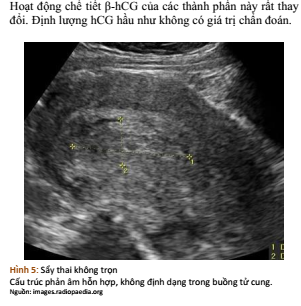 Hoạt động chế tiết β-hCG của các thành phần này rất thay
đổi. Định lượng hCG hầu như không có giá trị chẩn đoán.
1
2
1 D
2 D
Hình 5: Sẩy thai không trọn
Cấu trúc phản âm hỗn hợp, không định dạng trong buồng tử cung.
Nguồn: images.radiopaedia.org